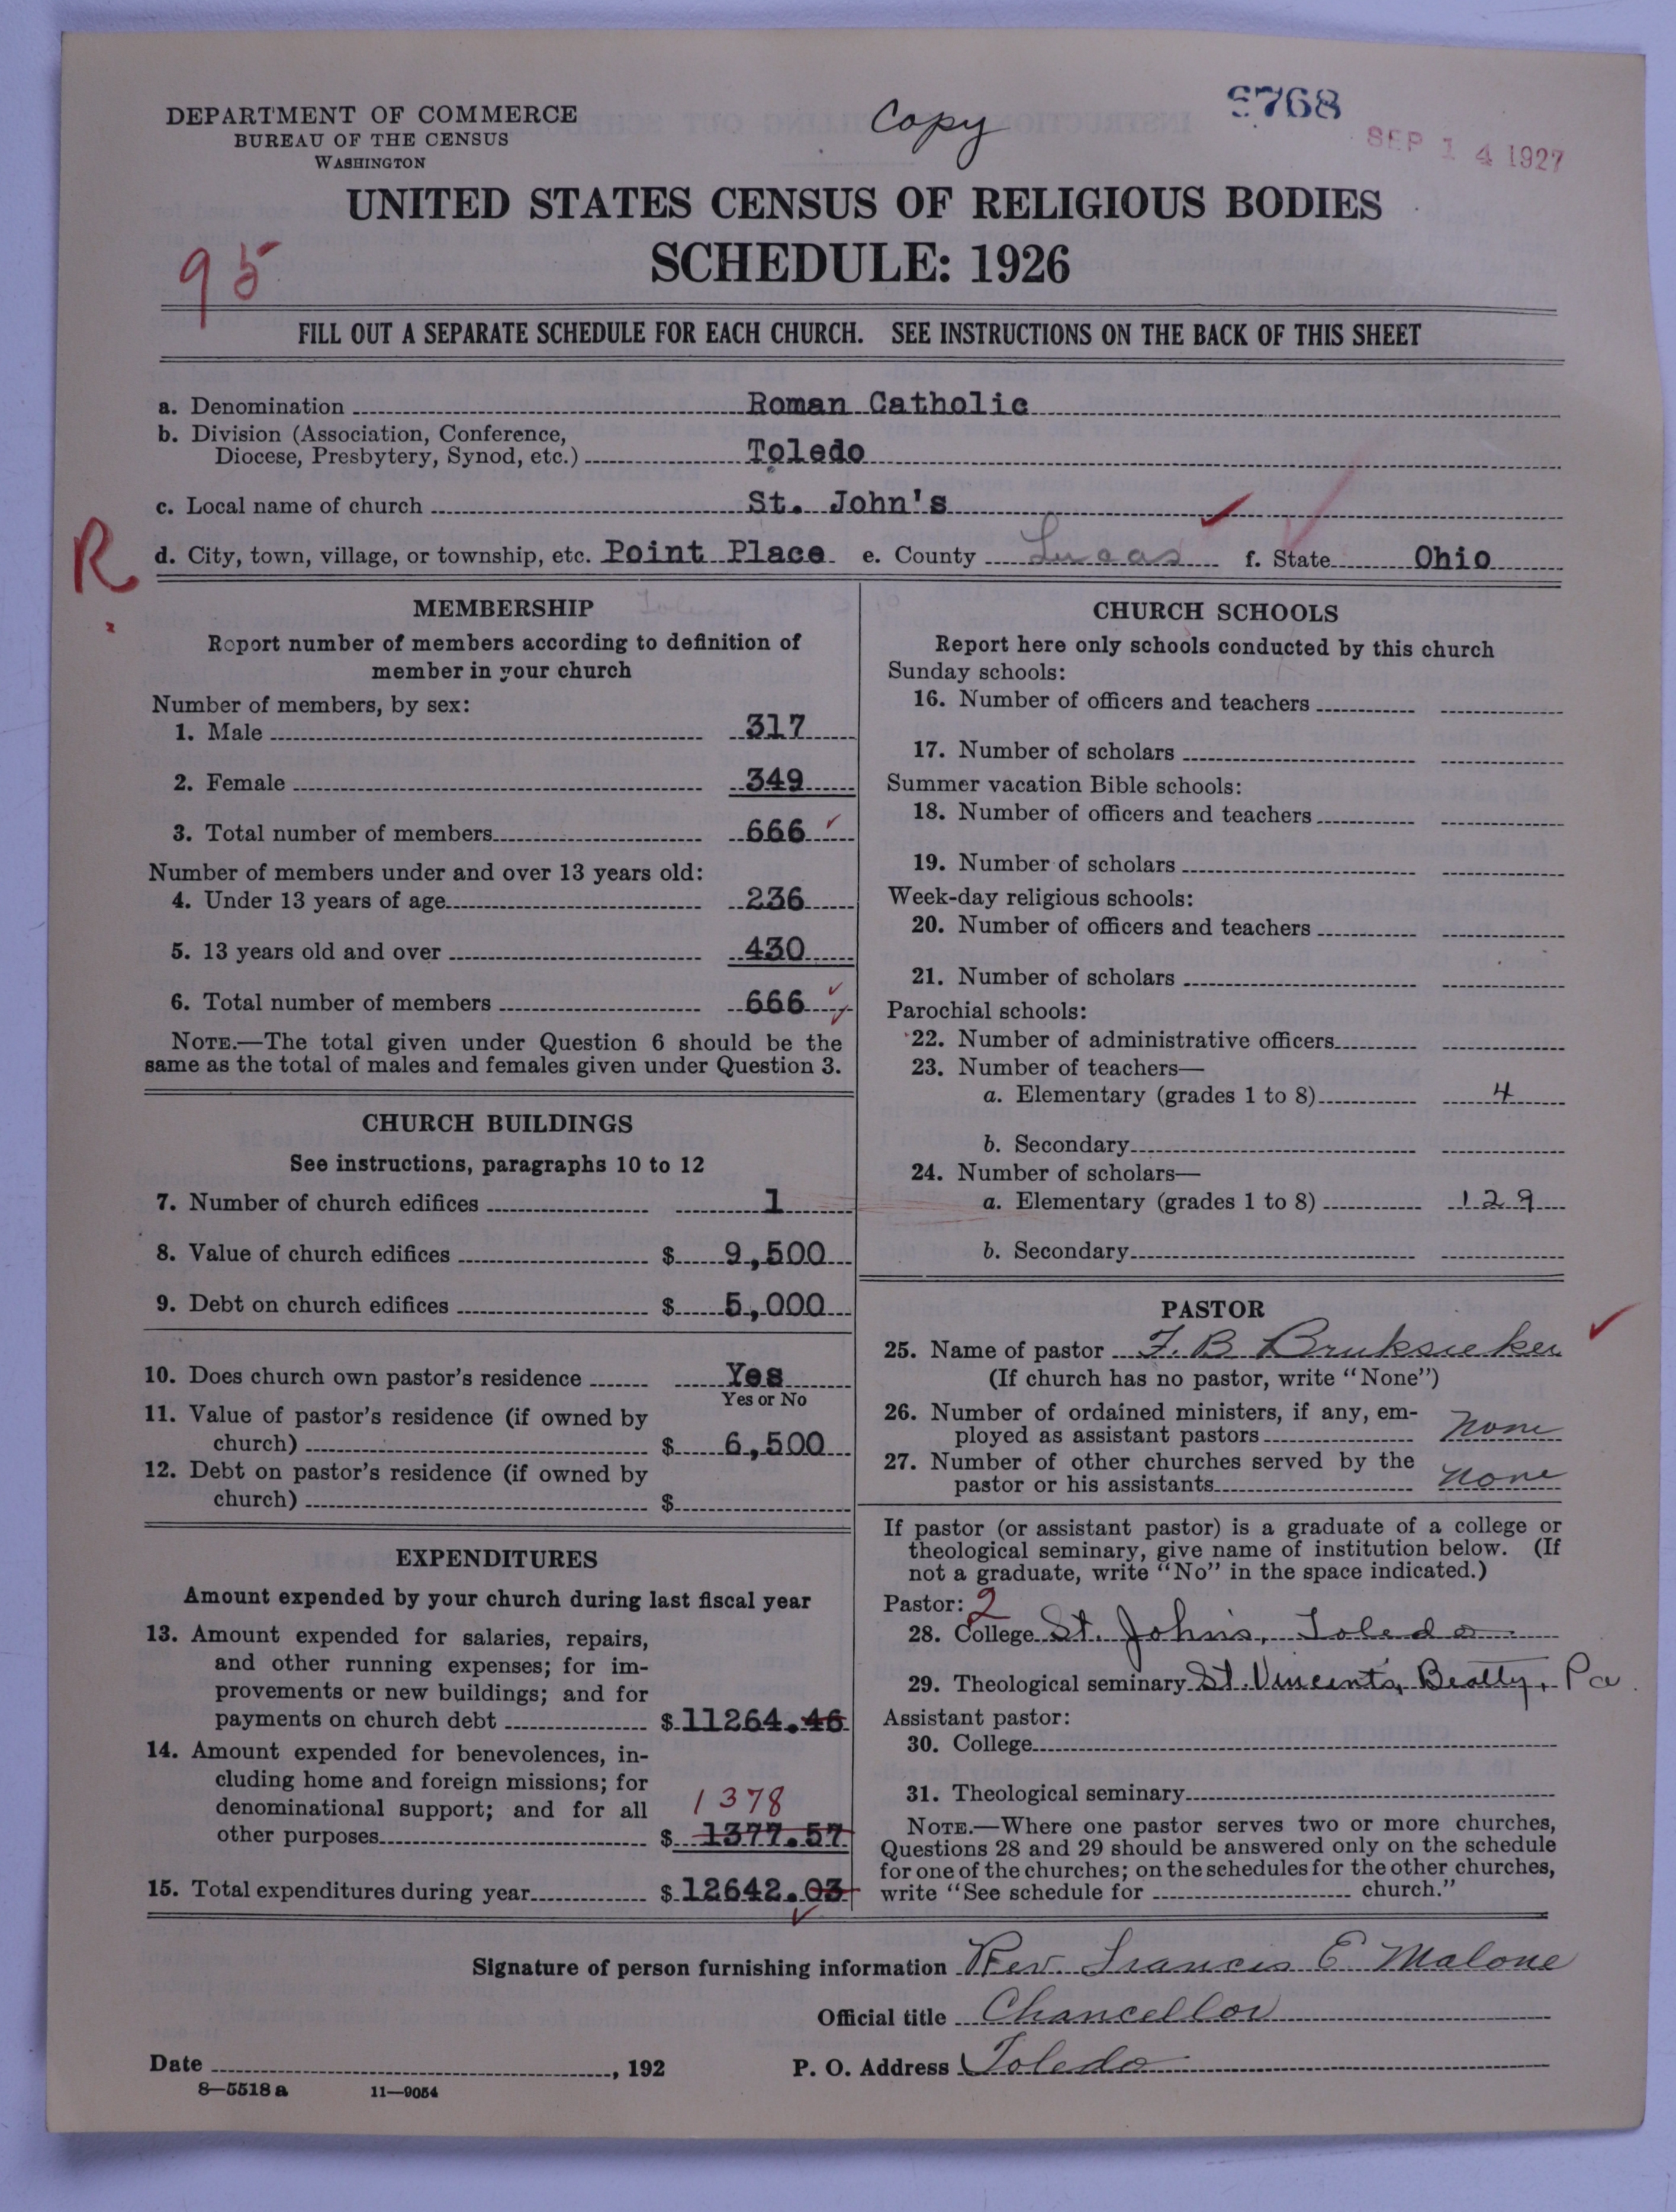 DEPARTMENT OF COMMERCE
BUREAU OF THE CENSUS
WASHINGTON
Copy
9768
SEP 14 1927
UNITED STATES CENSUS OF RELIGIOUS BODIES
SCHEDULE: 1926
95
FILL OUT A SEPARATE SCHEDULE FOR EACH CHURCH. SEE INSTRUCTIONS ON THE BACK OF THIS SHEET
a. Denomination Roman Catholic
b. Division (Association, Conference,
Diocese, Presbytery, Synod, etc.) Toledo
c. Local name of church St. John's
R
d. City, town, village, or township, etc. Point Place e. County Lucas f. State Ohio
MEMBERSHIP
Report number of members according to definition of
member in your church
Number of members, by sex:
1. Male 317
2. Female 349
3. Total number of members 666
Number of members under and over 13 years old:
4. Under 13 years of age 236
5. 13 years old and over 430
6. Total number of members 666
NOTE.—The total given under Question 6 should be the
same as the total of males and females given under Question 3.
CHURCH BUILDINGS
See instructions, paragraphs 10 to 12
7. Number of church edifices 1
8. Value of church edifices $ 9,500
9. Debt on church edifices $ 5,000
10. Does church own pastor's residence Yes
Yes or No
11. Value of pastor's residence (if owned by
church) $ 6,500
12. Debt on pastor's residence (if owned by
church) $
EXPENDITURES
Amount expended by your church during last fiscal year
13. Amount expended for salaries, repairs,
and other running expenses; for im-
provements or new buildings; and for
payments on church debt $ 11264.46
14. Amount expended for benevolences, in-
cluding home and foreign missions; for
denominational support; and for all
1378
other purposes $ 1377.57
15. Total expenditures during year $ 12642.03
CHURCH SCHOOLS
Report here only schools conducted by this church
Sunday schools:
16. Number of officers and teachers
17. Number of scholars
Summer vacation Bible schools:
18. Number of officers and teachers
19. Number of scholars
Week-day religious schools:
20. Number of officers and teachers
21. Number of scholars
Parochial schools:
22. Number of administrative officers
23. Number of teachers—
a. Elementary (grades 1 to 8) 4
b. Secondary
24. Number of scholars—
a. Elementary (grades 1 to 8) 129
b. Secondary
PASTOR
25. Name of pastor F. B
(If church has no pastor, write "None")
26. Number of ordained ministers, if any, em-
ployed as assistant pastors none
27. Number of other churches served by the
pastor or his assistants none
If pastor (or assistant pastor) is a graduate of a college or
theological seminary, give name of institution below. (If
not a graduate, write "No" in the space indicated.)
Pastor: 2
28. College St. John's, Toledo
29. Theological seminary St. Vincents, Beatty, Pa.
Assistant pastor:
30. College
31. Theological seminary
NOTE.—Where one pastor serves two or more churches,
Questions 28 and 29 should be answered only on the schedule
for one of the churches; on the schedules for the other churches,
write "See schedule for church."
Signature of person furnishing information Rev. Francis E. Malone
Official title Chancellor
Date , 192 P. O. Address Toledo
8—5518 a 11—9054